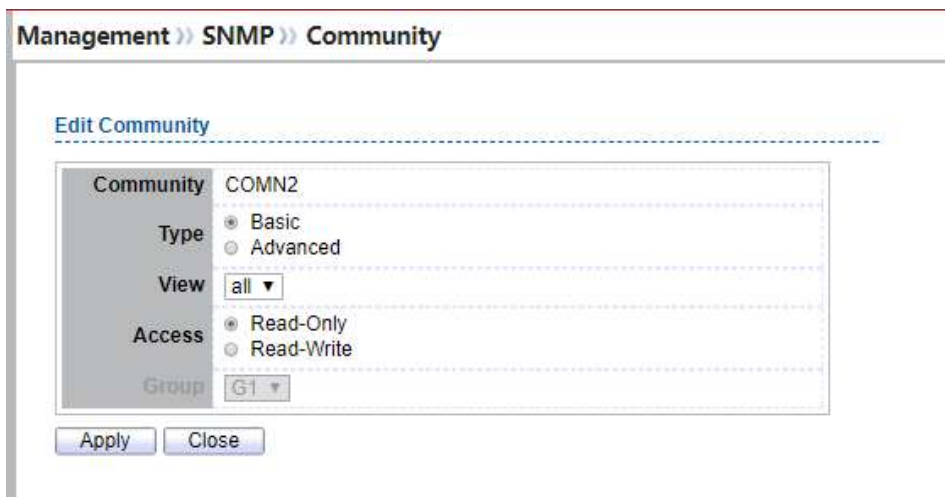 Management » SNMP » Community
Edit Community
Community COMN2
Type Basic
Advanced
View all
Access Read-Only
Read-Write
Group G1
Apply Close